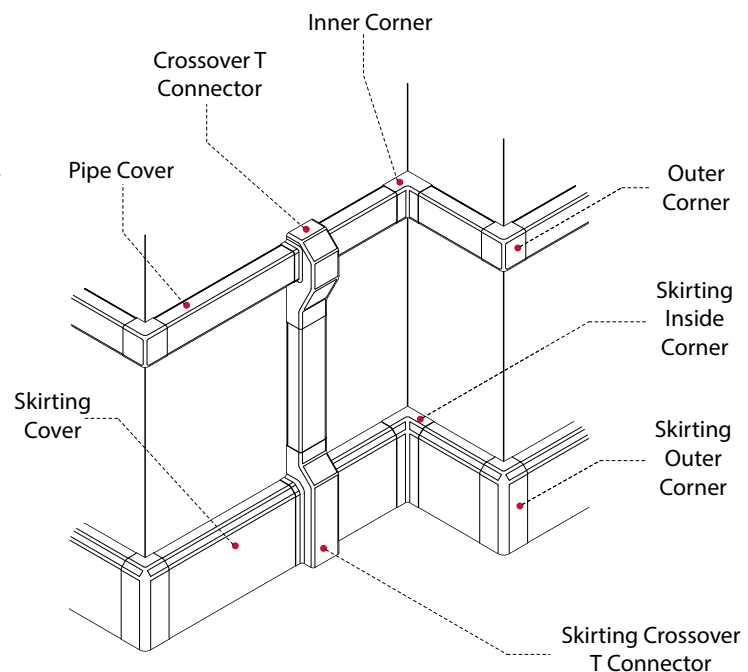 Inner Corner
Crossover T
Connector
Pipe Cover
Outer
Corner
Skirting
Inside
Corner
Skirting
Cover
Skirting
Outer
Corner
Skirting Crossover
T Connector